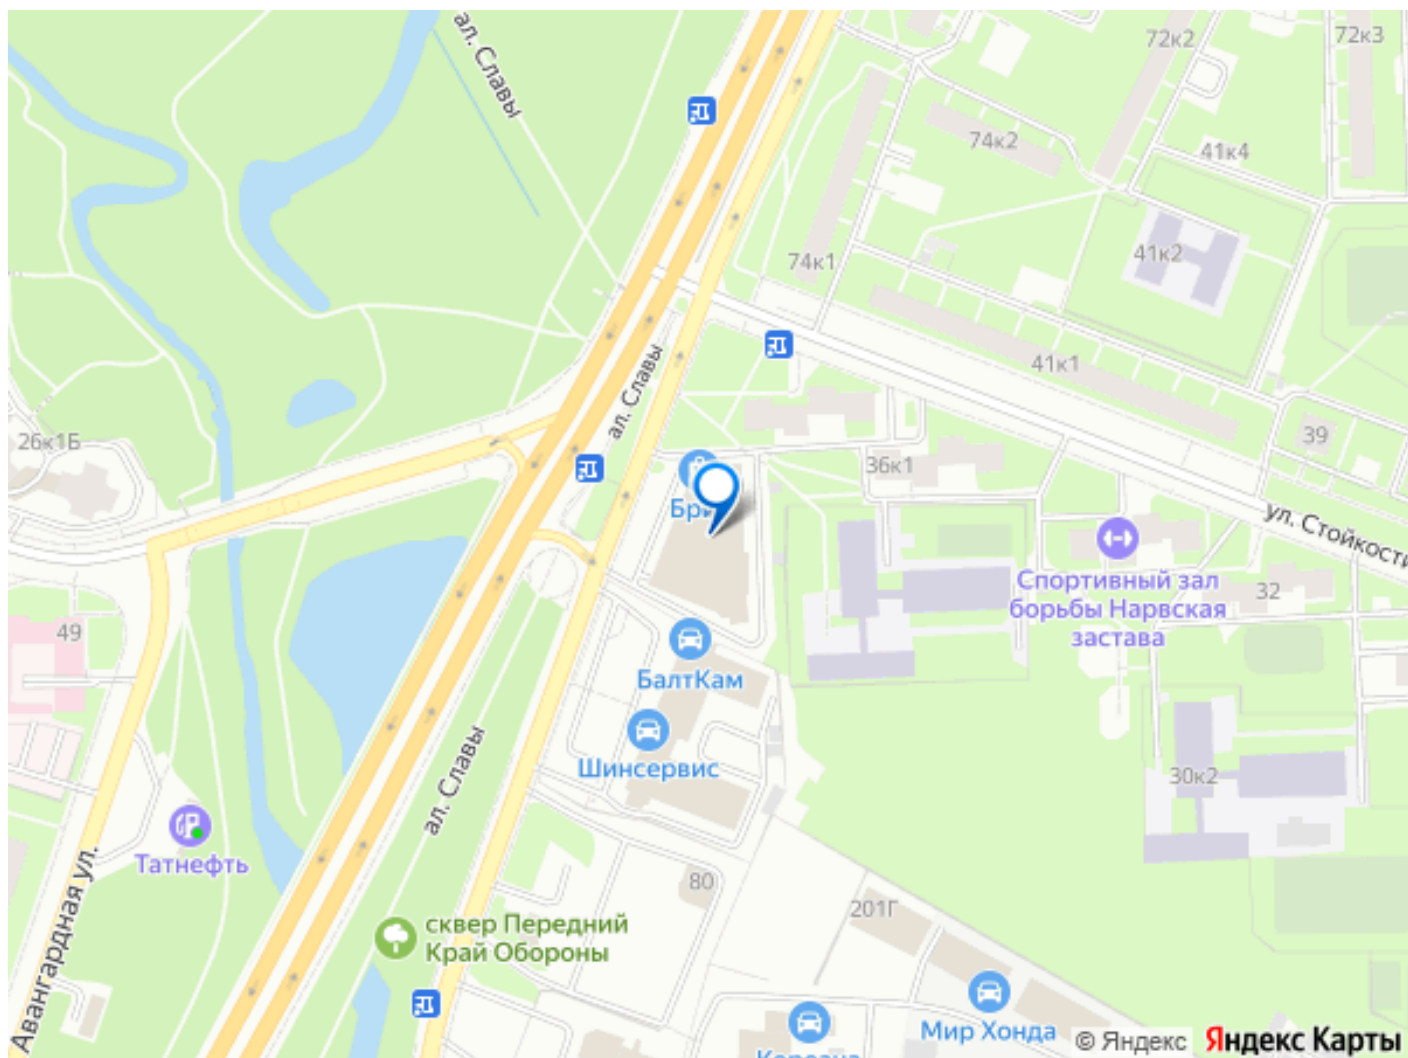 ал. Славы
72к2
72к3
74к2
41к4
41к2
74к1
41к1
ал. Славы
39
26к1Б
36к1
ул. Стойкости
Спортивный зал
борьбы Нарвская
застава
32
49
БалтКам
ал. Славы
Шинсервис
30к2
Татнефть
Авангардная ул.
80
201Г
сквер Передний
Край Обороны
Мир Хонда
© Яндекс
Яндекс Карты